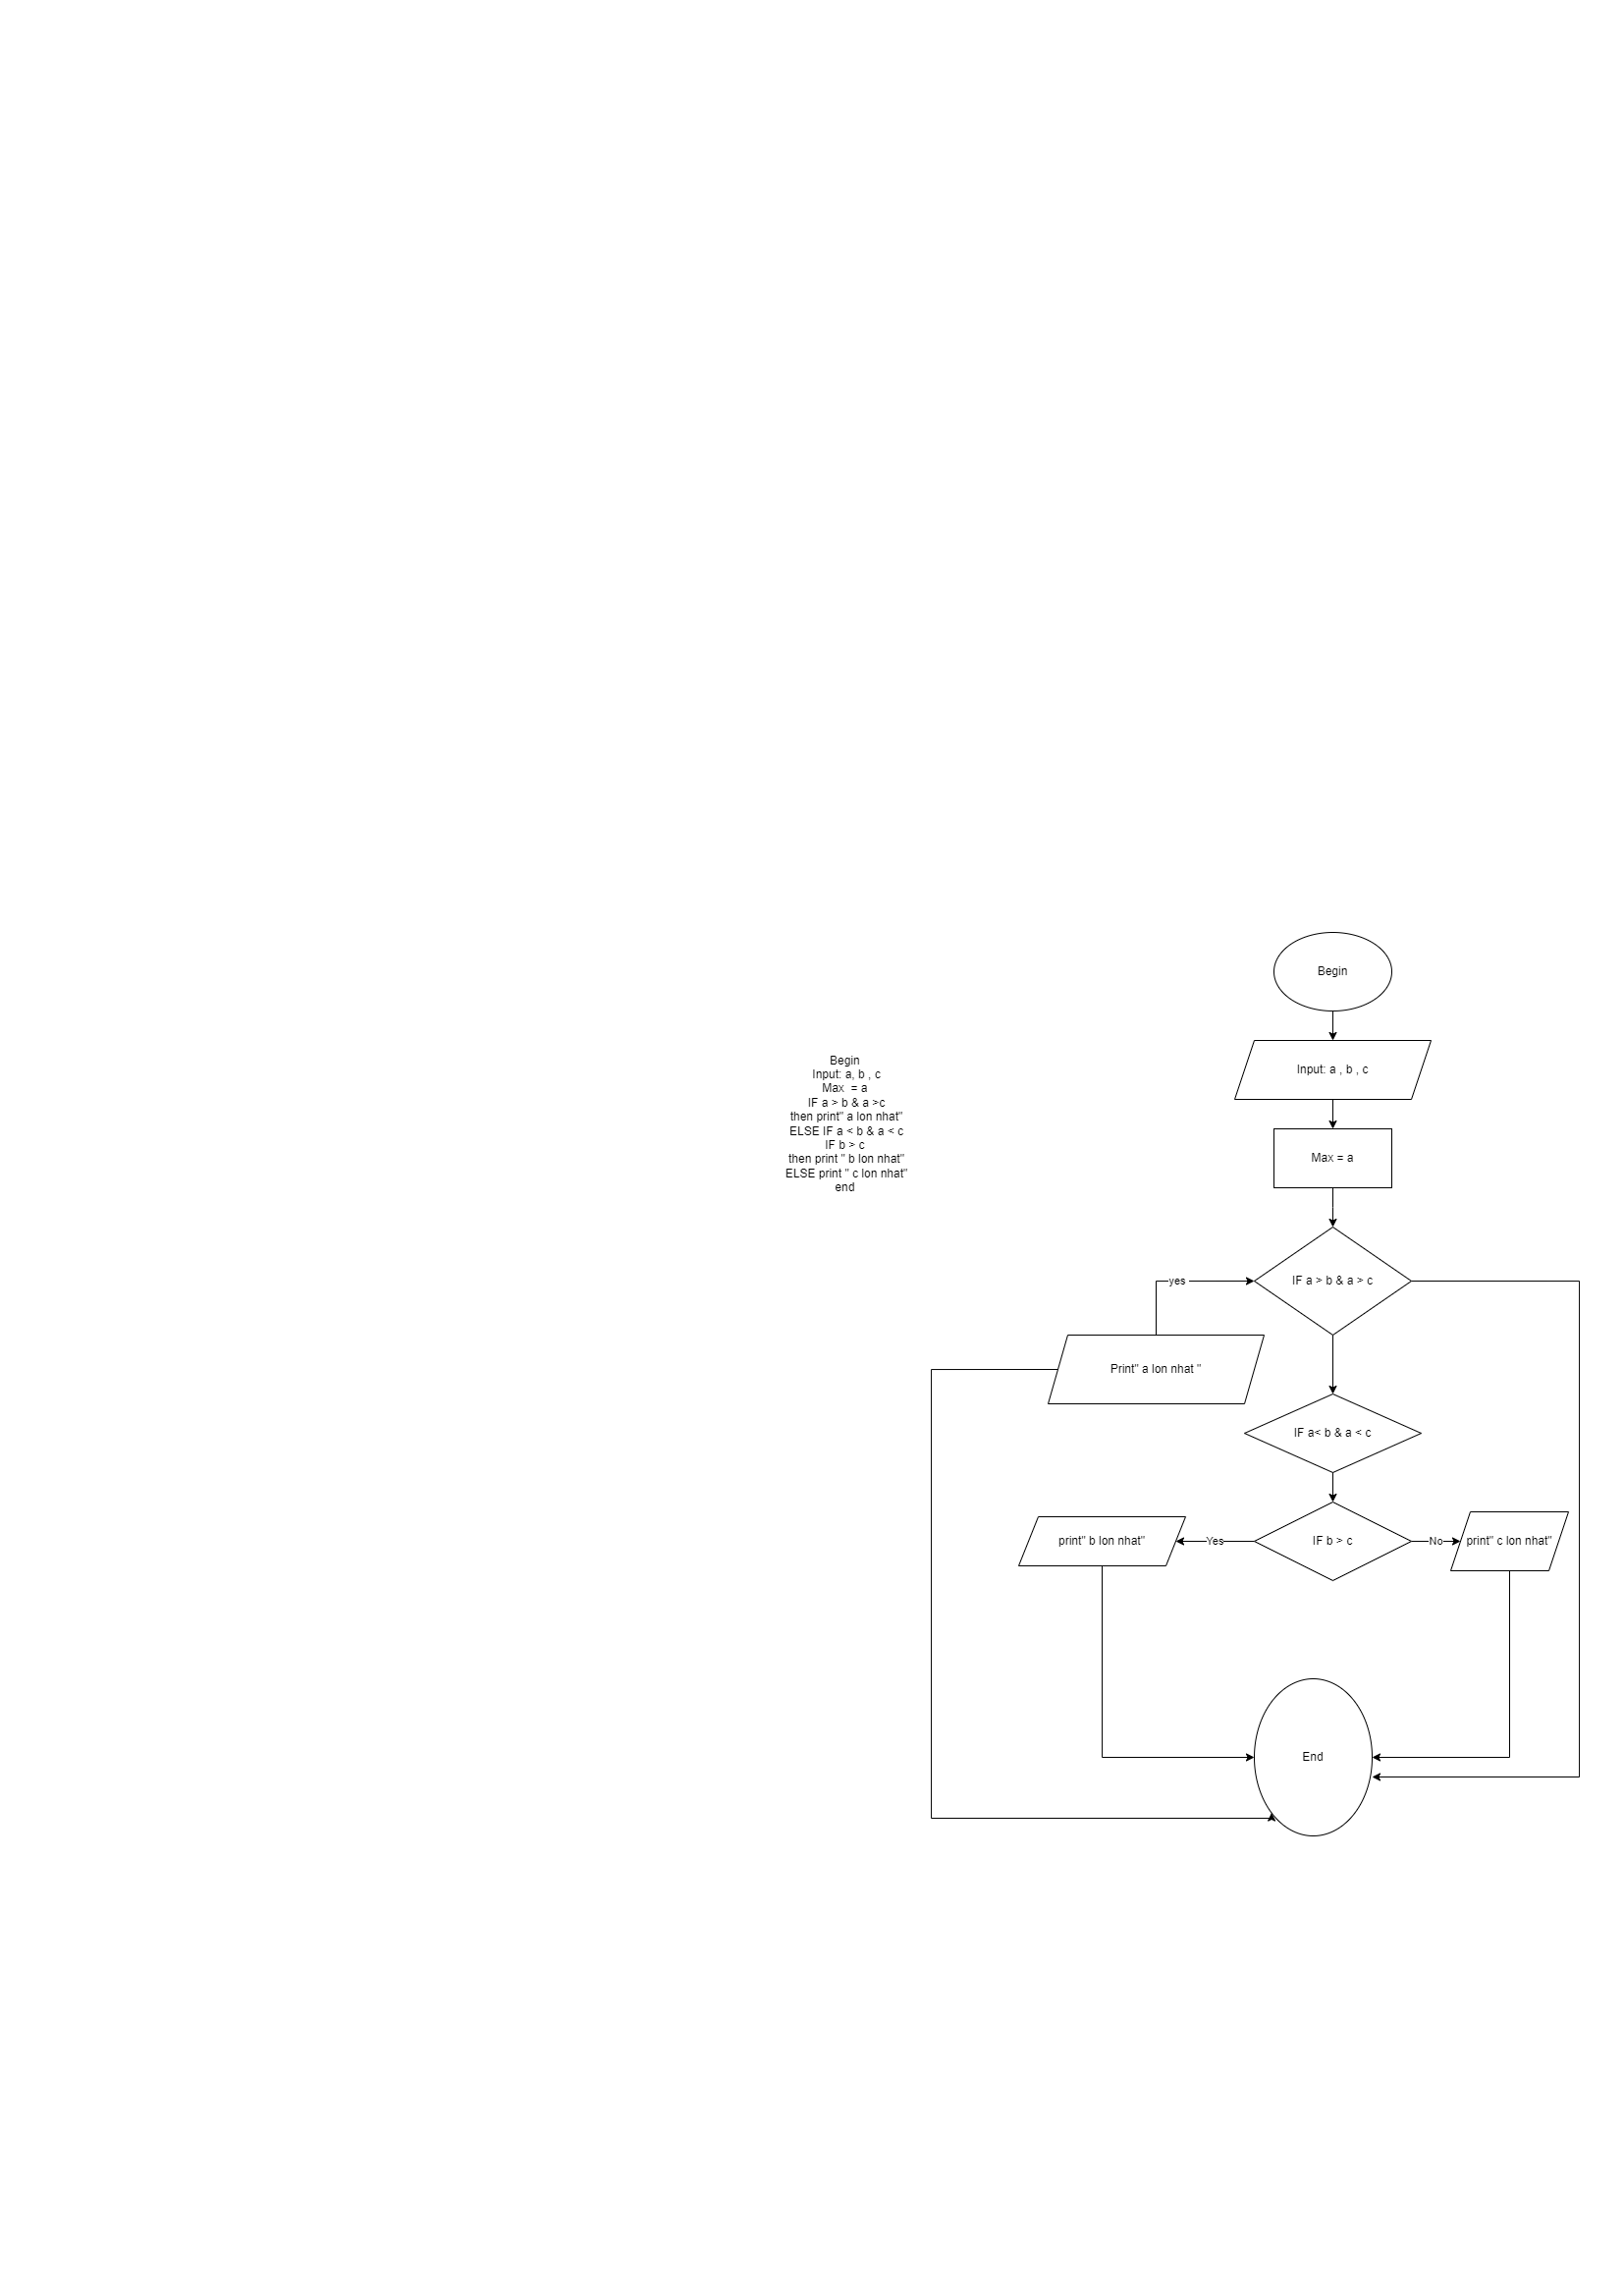 Begin
Input: a , b , c
Begin
Input: a, b , c
Max  = a
IF a > b & a >c
then print" a lon nhat"
ELSE IF a < b & a < c
IF b > c
then print " b lon nhat"
ELSE print " c lon nhat"
end
Max = a
IF a > b & a > c
yes
Print" a lon nhat "
IF a< b & a < c
print" b lon nhat"
Yes
IF b > c
No
print" c lon nhat"
End